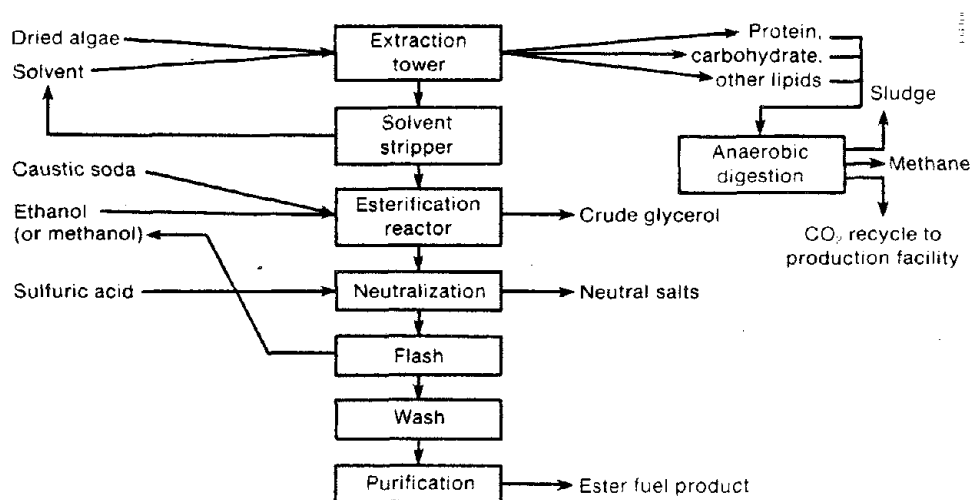 Dried algae
Solvent
Extraction
tower
Protein,
carbohydrate,
other lipids
Sludge
Solvent
stripper
Anaerobic
digestion
Methane
Caustic soda
Ethanol
(or methanol)
Esterification
reactor
Crude glycerol
CO₂ recycle to
production facility
Sulfuric acid
Neutralization
Neutral salts
Flash
Wash
Purification
Ester fuel product